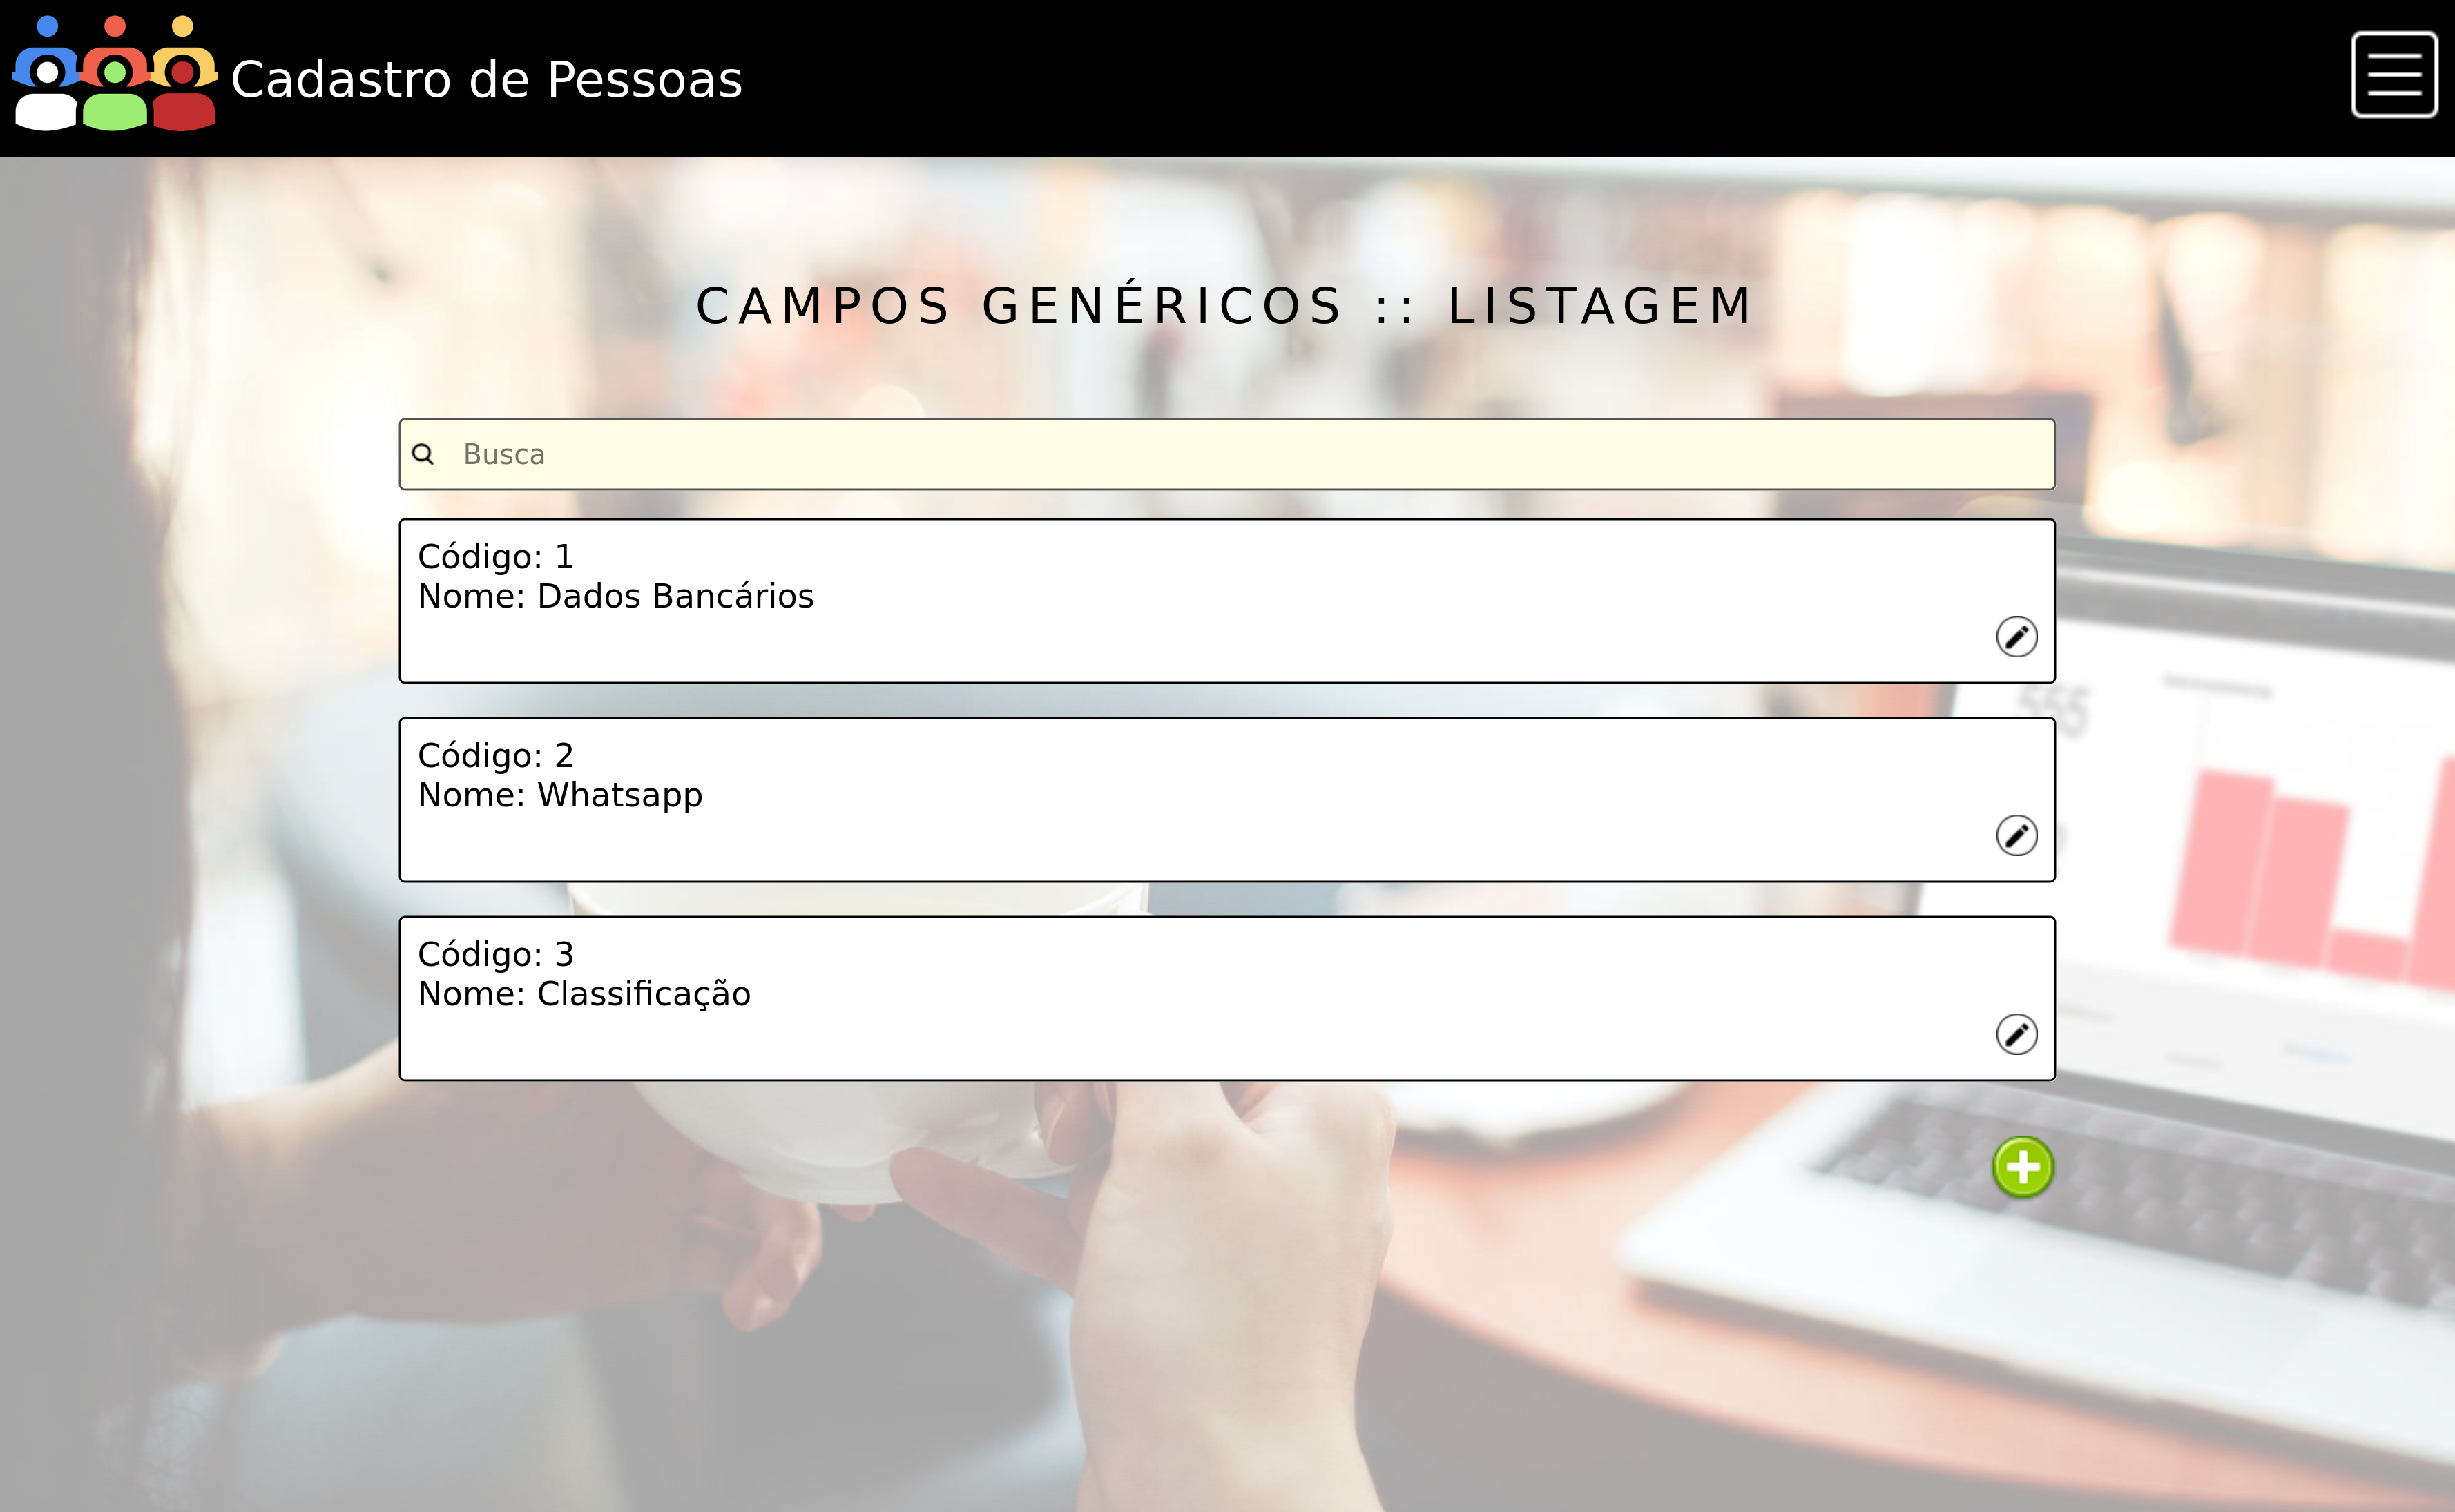 Cadastro de Pessoas
CAMPOS GENÉRICOS :: LISTAGEM
Busca
Código: 1
Nome: Dados Bancários
Código: 2
Nome: Whatsapp
555
Código: 3
Nome: Classificação